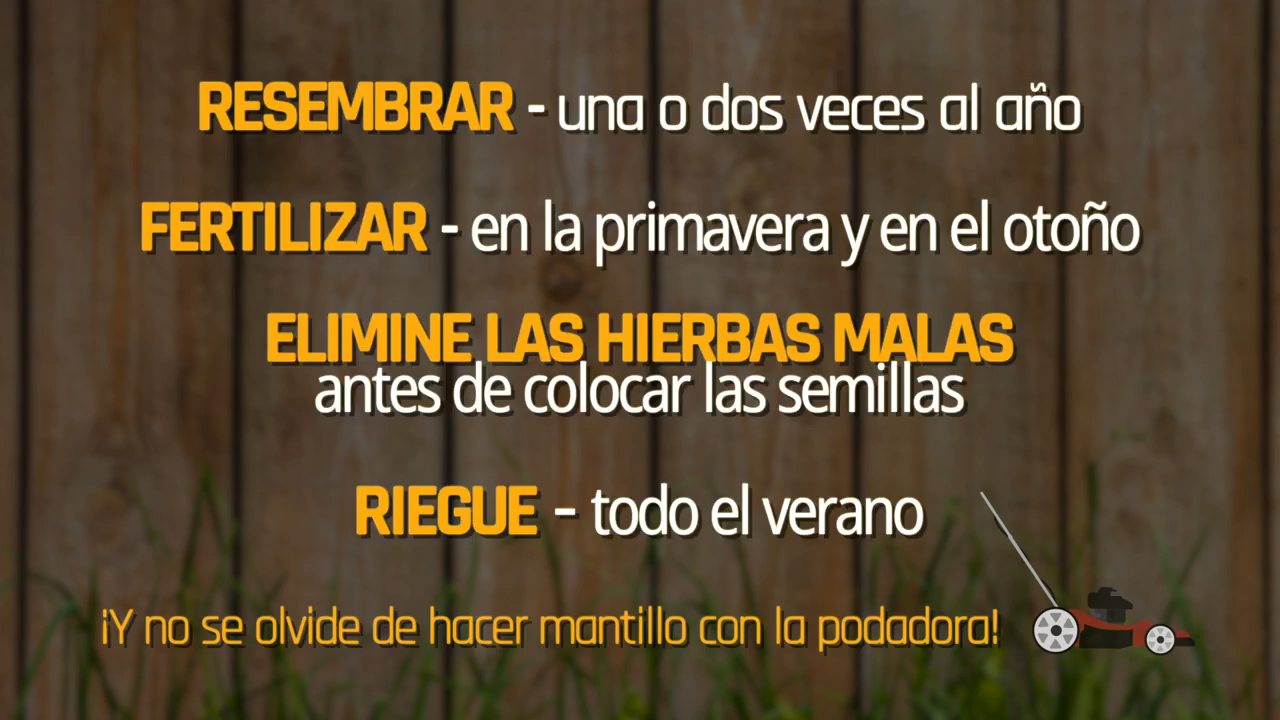 RESEMBRAR - una o dos veces al año
FERTILIZAR - en la primavera y en el otoño
ELIMINE LAS HIERBAS MALAS
antes de colocar las semillas
RIEGUE - todo el verano
¡Y no se olvide de hacer mantillo con la podadora!